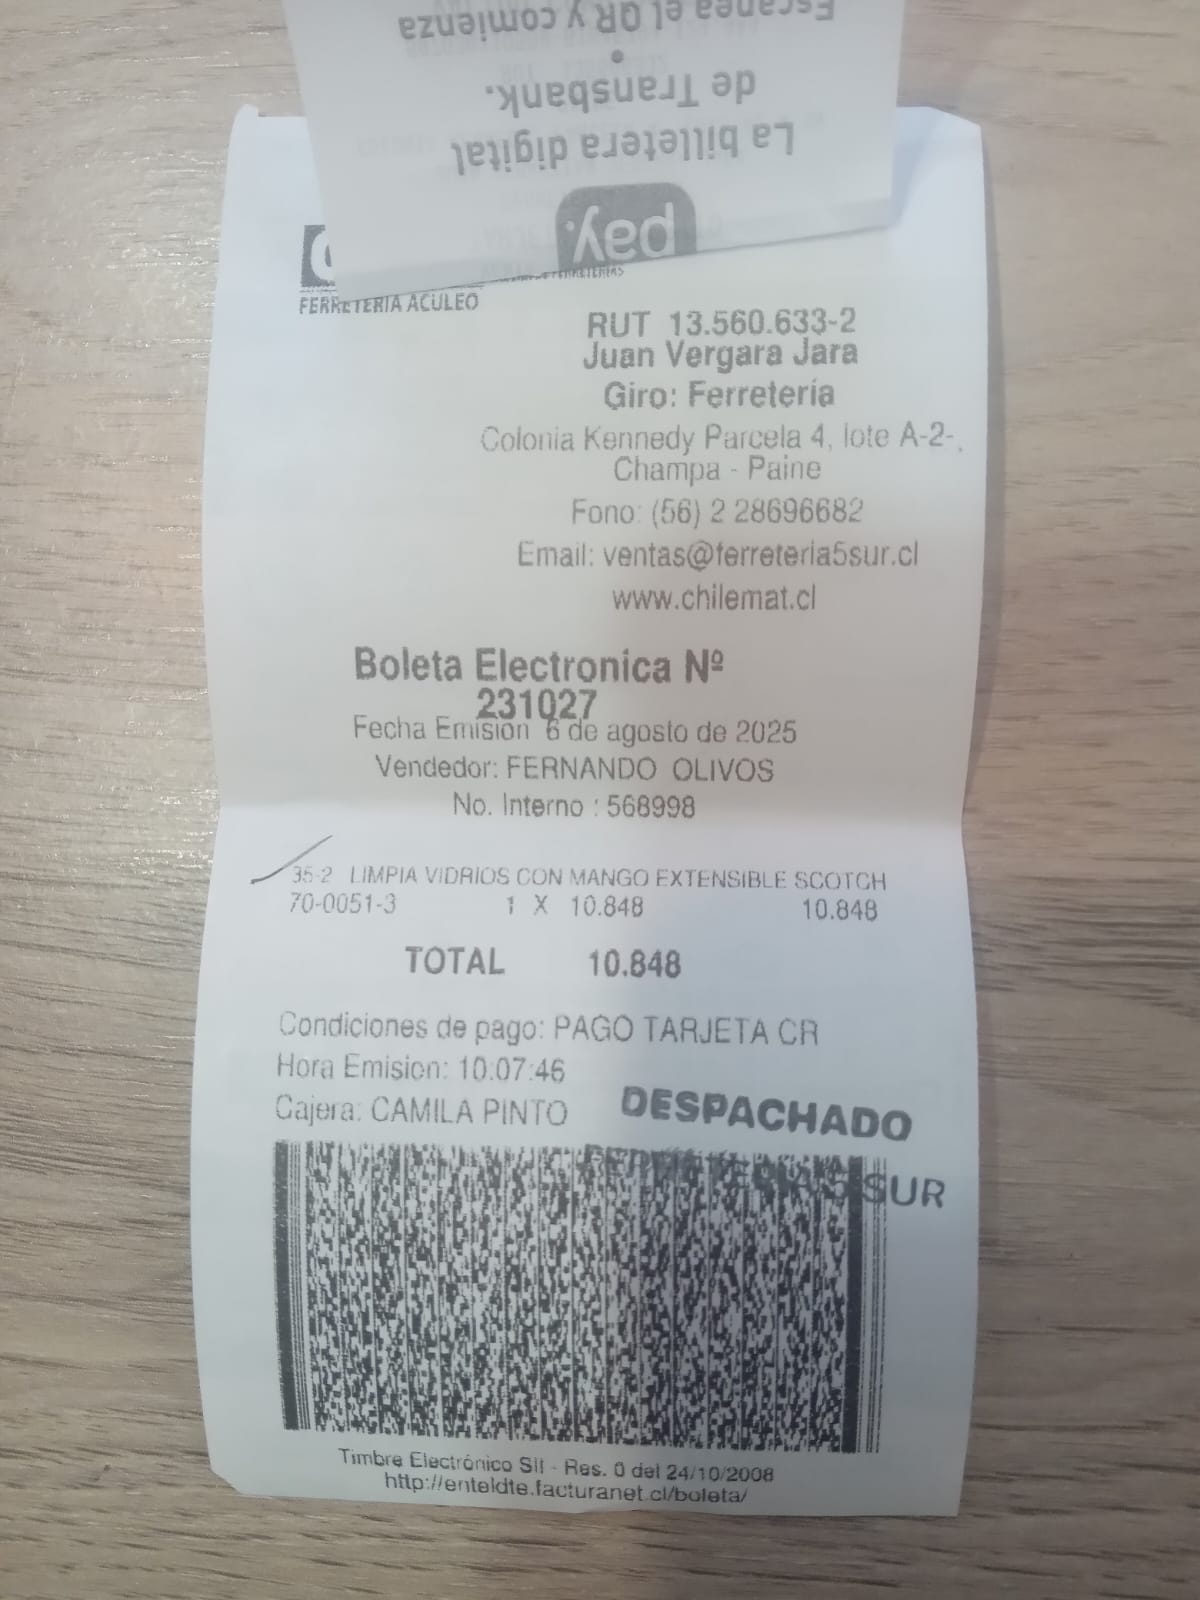 Escanea el QR y comienza
de Transbank.
La billetera digital
pay.
FERRETERIA ACULEO
RUT 13.560.633-2
Juan Vergara Jara
Giro: Ferretería
Colonia Kennedy Parcela 4, lote A-2-,
Champa - Paine
Fono: (56) 2 28696682
Email: ventas@ferreteria5sur.cl
www.chilemat.cl
Boleta Electronica Nº
231027
Fecha Emision 6 de agosto de 2025
Vendedor: FERNANDO OLIVOS
No. Interno : 568998
35-2 LIMPIA VIDRIOS CON MANGO EXTENSIBLE SCOTCH
70-0051-3 1 X 10.848 10.848
TOTAL 10.848
Condiciones de pago: PAGO TARJETA CR
Hora Emision: 10:07:46
Cajera: CAMILA PINTO
DESPACHADO
FERRETERIA 5 SUR
Timbre Electrónico SII - Res. 0 del 24/10/2008
http://enteldte.facturanet.cl/boleta/